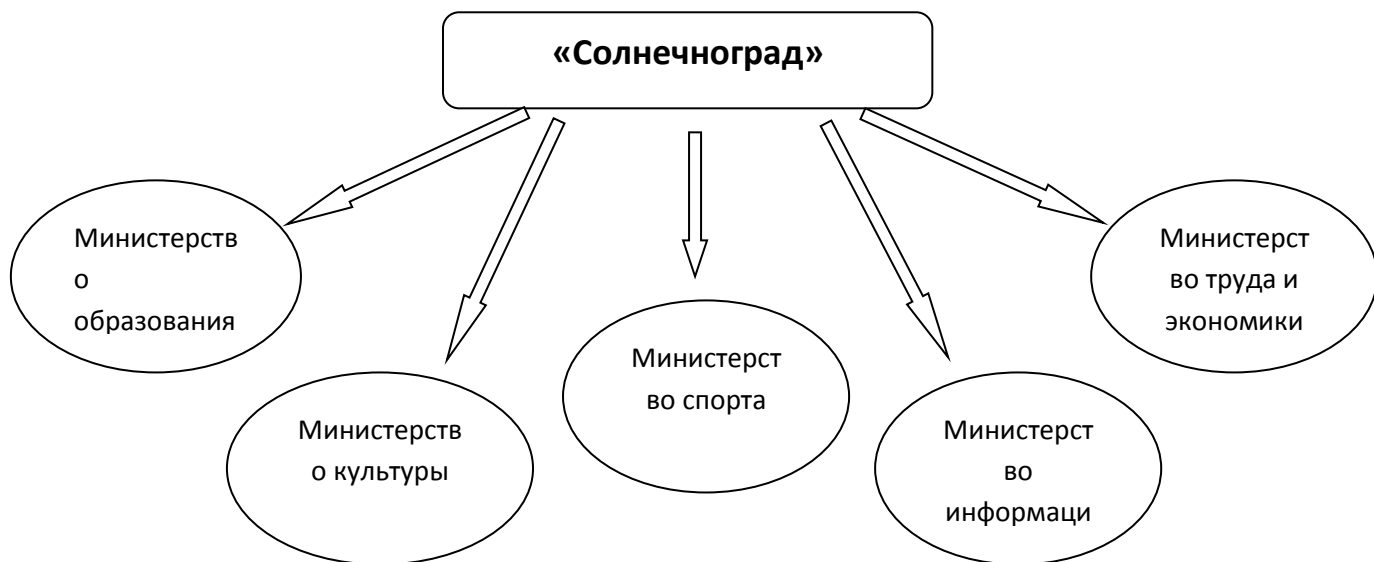 «Солнечноград»
Министерств
о
образования
Министерств
о культуры
Министерст
во спорта
Министерст
во
информаци
Министерст
во труда и
экономики